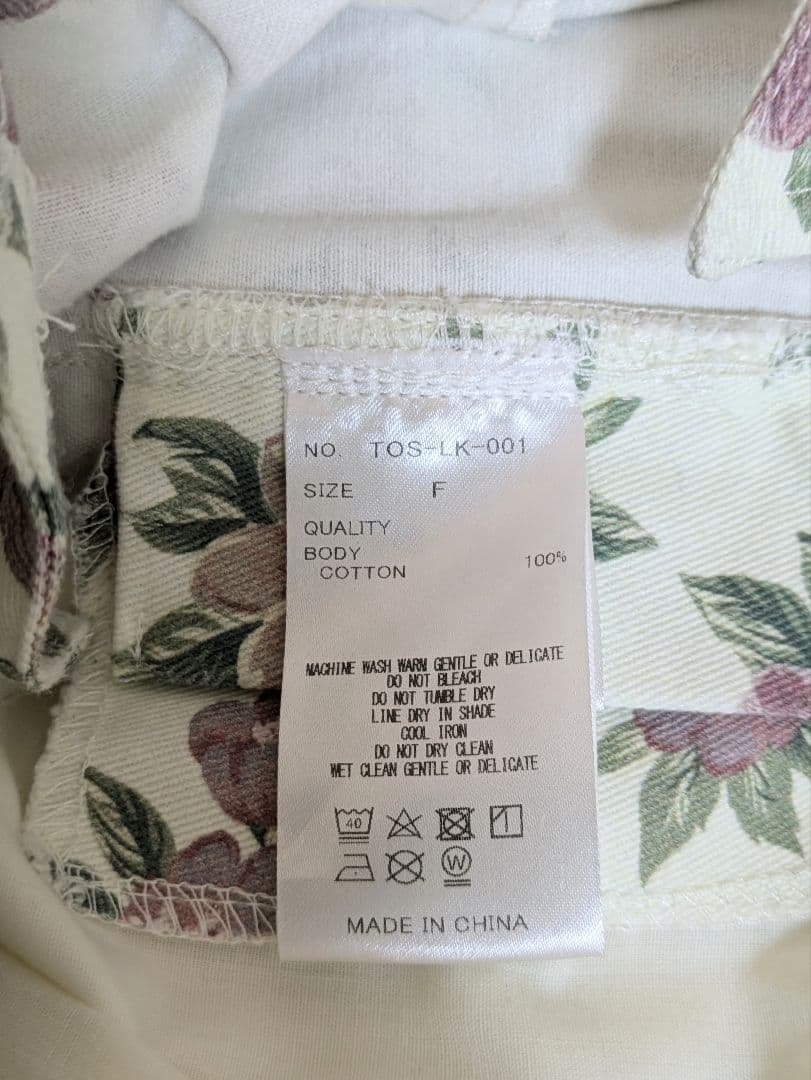 NO. TOS-LK-001
SIZE F
QUALITY
BODY
COTTON 100%
MACHINE WASH WARM GENTLE OR DELICATE
DO NOT BLEACH
DO NOT TUMBLE DRY
LINE DRY IN SHADE
COOL IRON
DO NOT DRY CLEAN
WET CLEAN GENTLE OR DELICATE
40
W
MADE IN CHINA